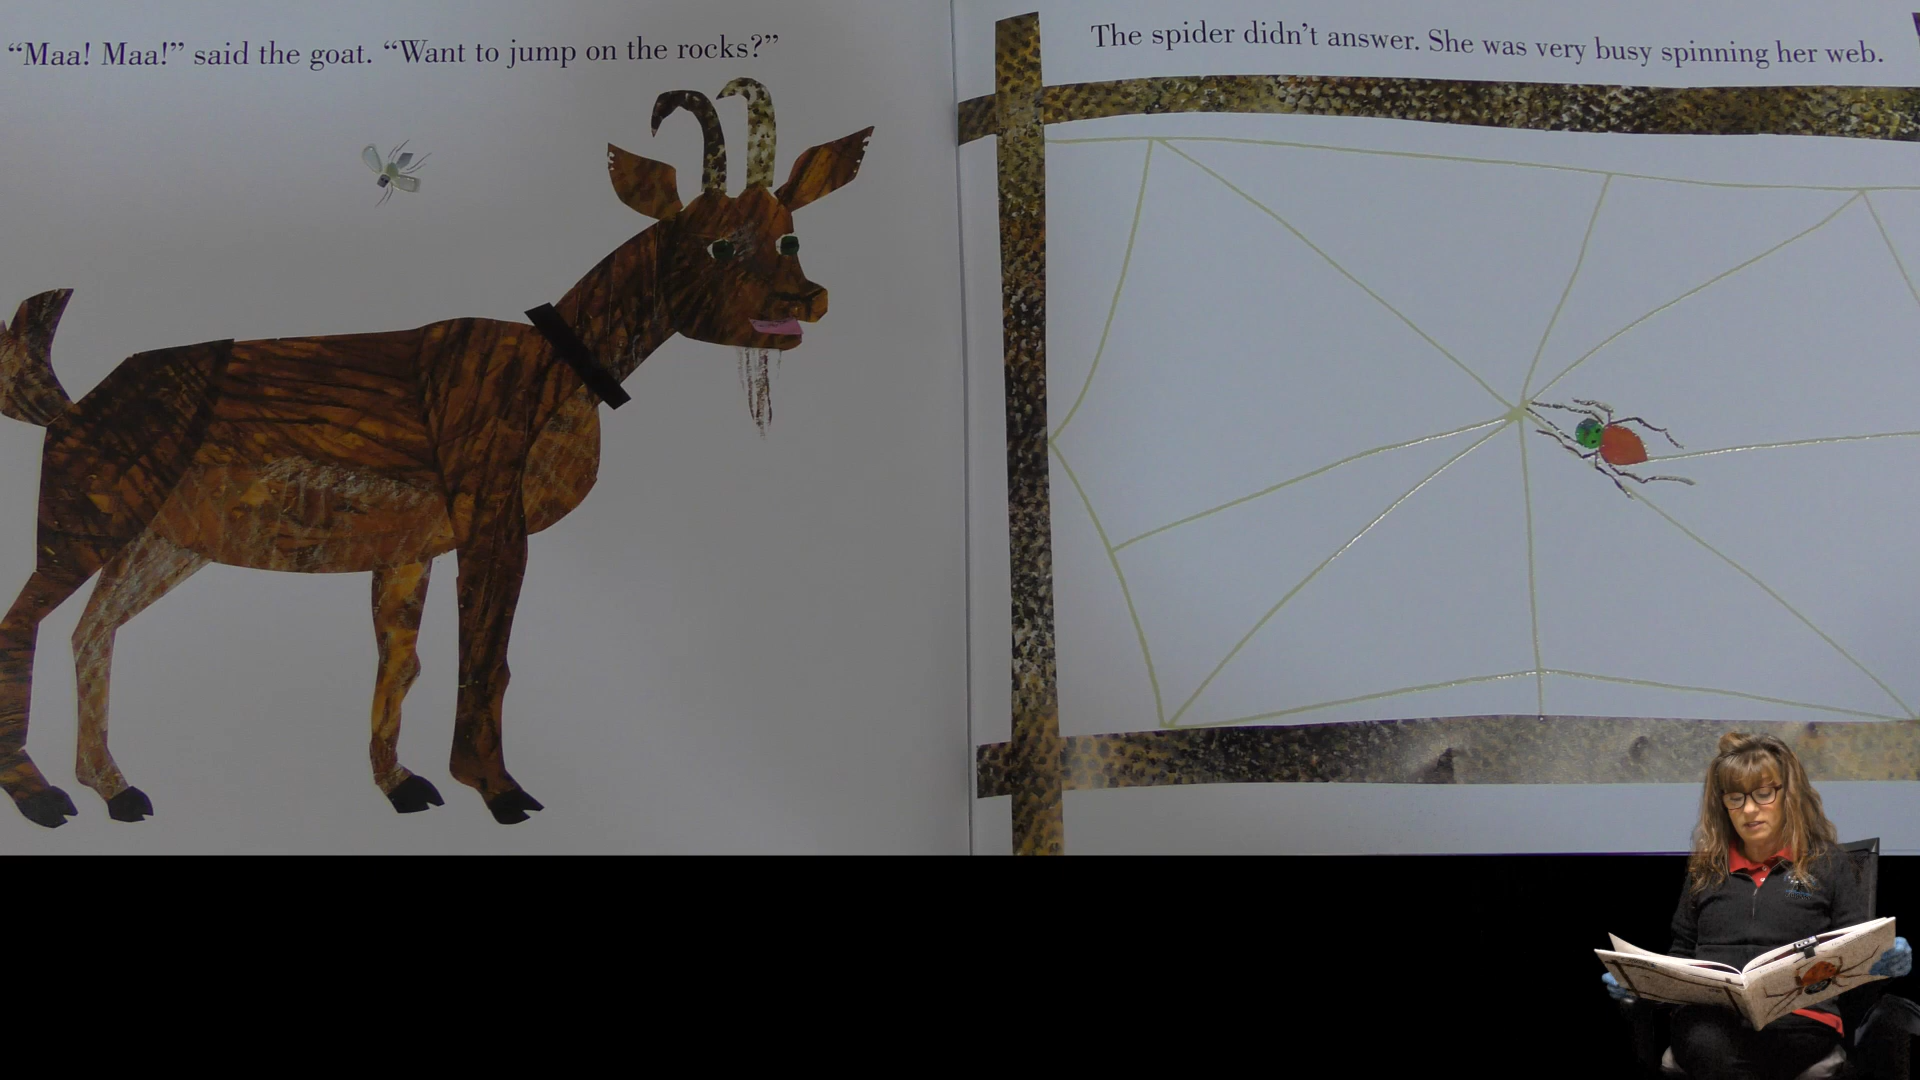 “Maa! Maa!” said the goat. “Want to jump on the rocks?”
The spider didn’t answer. She was very busy spinning her web.